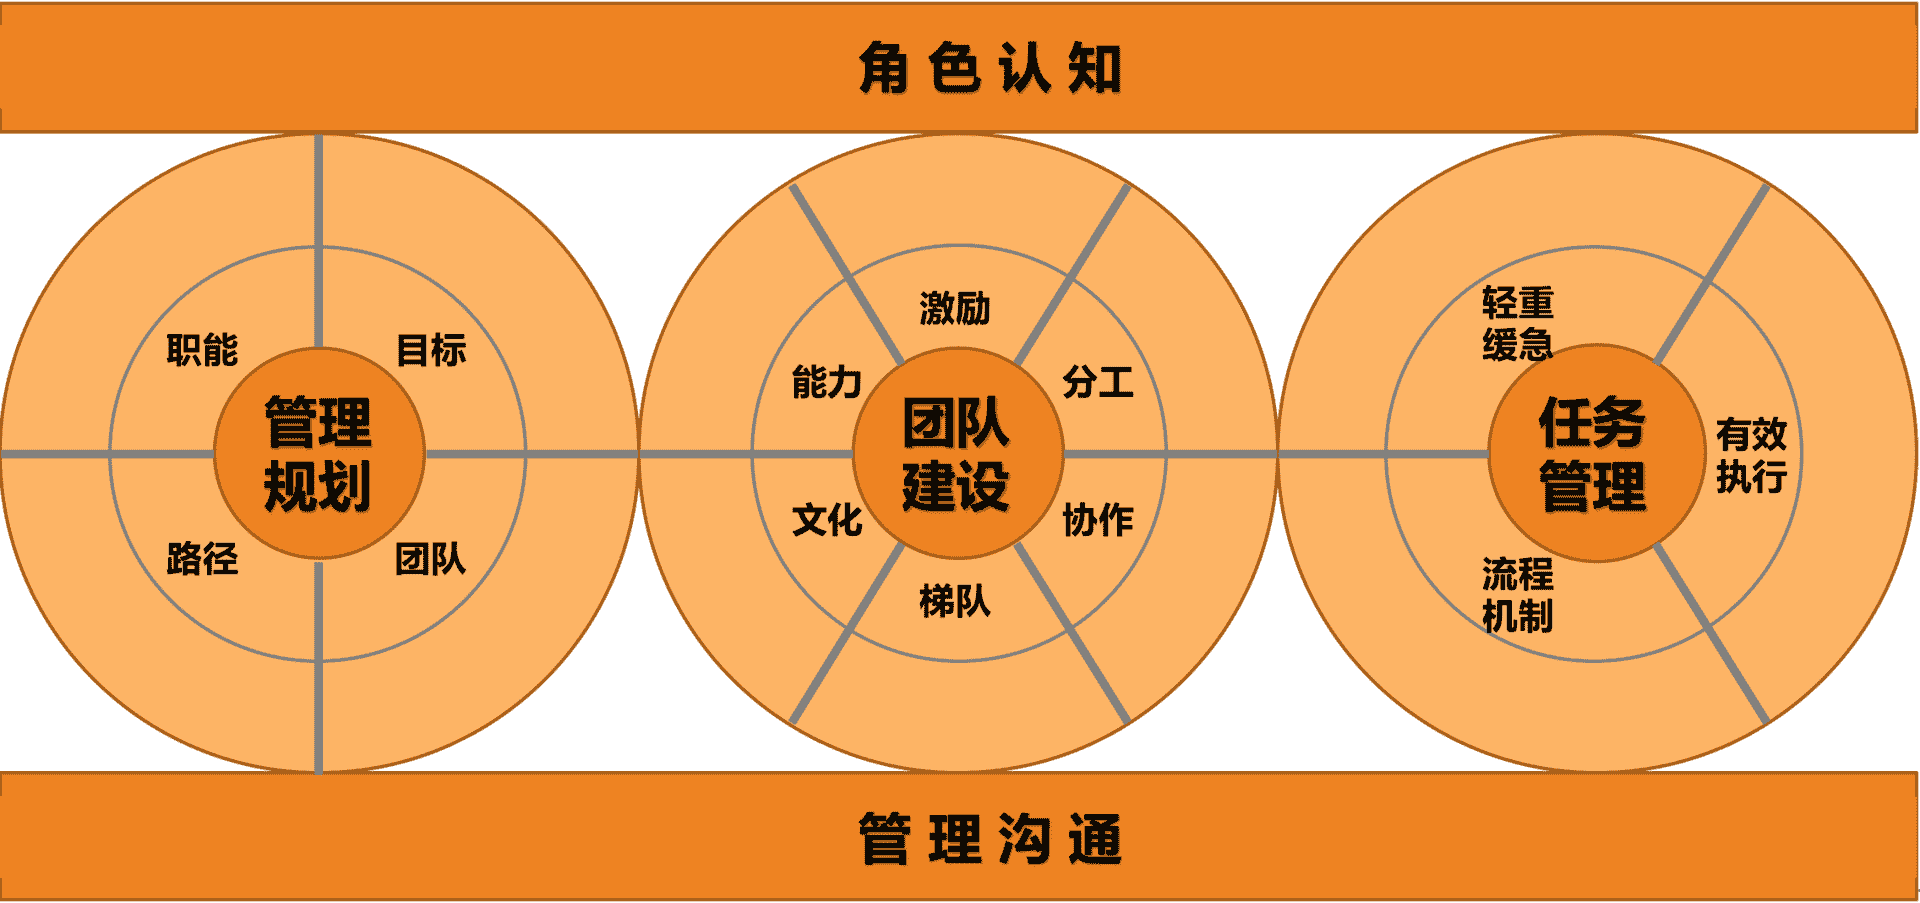 角色认知
职能
目标
管理
规划
路径
团队
激励
能力
分工
团队
建设
文化
协作
梯队
轻重
缓急
任务
管理
有效
执行
流程
机制
管理沟通